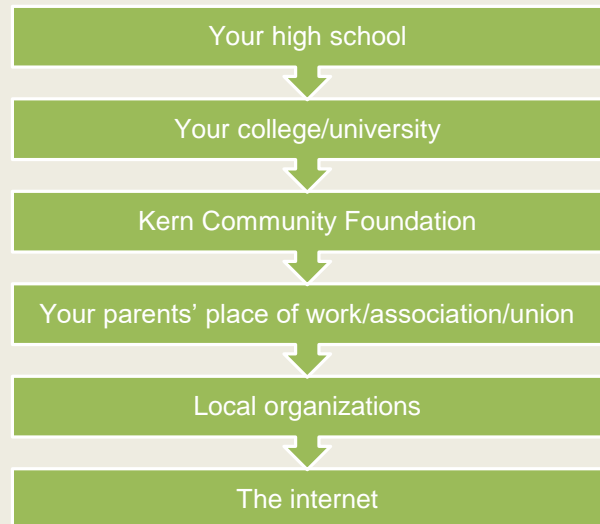 Your high school
Your college/university
Kern Community Foundation
Your parents’ place of work/association/union
Local organizations
The internet